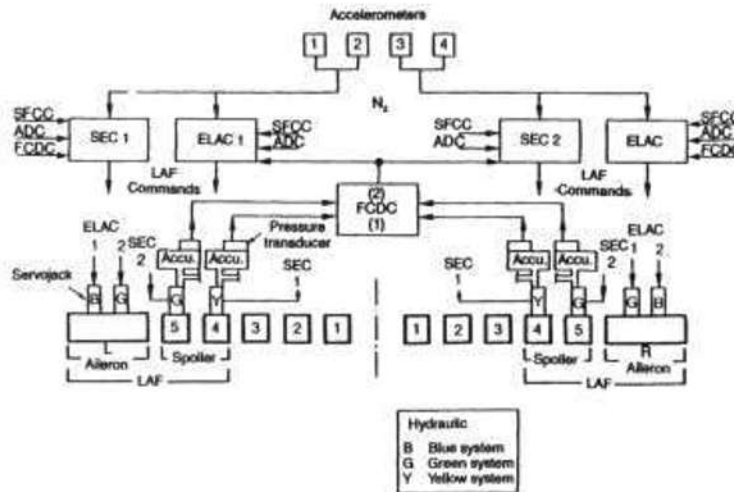 Accelerometers
1 2 3 4
Nz
SFCC
ADC
FCDC
SEC 1
ELAC 1
SFCC
ADC
SFCC
ADC
SEC 2
ELAC
SFCC
ADC
FCDC
LAF
Commands
(2)
FCDC
(1)
LAF
Commands
ELAC
1 2
SEC
2
Accu.
Accu.
Pressure
transducer
SEC
1
SEC
1
Accu.
Accu.
SEC
2
ELAC
1 2
Servojack
B G G Y
Y G G B
5 4 3 2 1
1 2 3 4 5
L
Aileron
Spoiler
LAF
Spoiler
R
Aileron
LAF
Hydraulic
B Blue system
G Green system
Y Yellow system